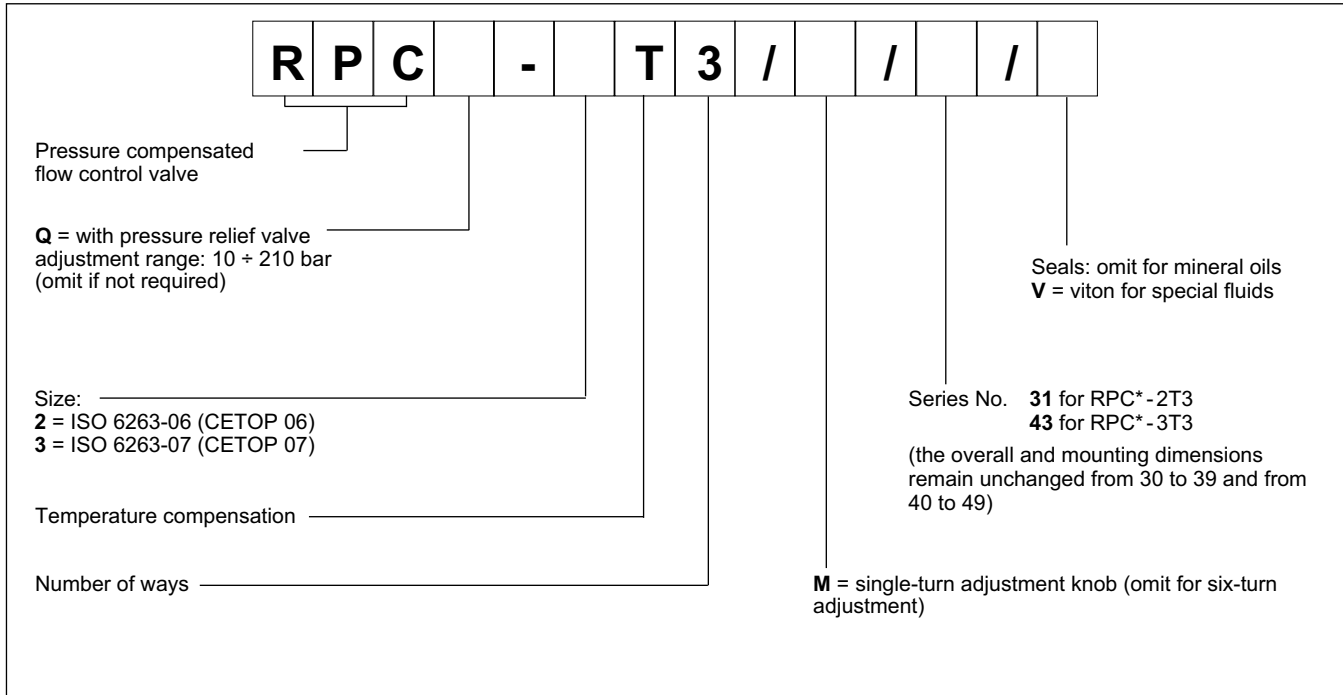 R P C - T 3 / / /
Pressure compensated
flow control valve
Q = with pressure relief valve
adjustment range: 10 ÷ 210 bar
(omit if not required)
Size:
2 = ISO 6263-06 (CETOP 06)
3 = ISO 6263-07 (CETOP 07)
Temperature compensation
Number of ways
Seals: omit for mineral oils
V = viton for special fluids
Series No. 31 for RPC*-2T3
43 for RPC*-3T3
(the overall and mounting dimensions
remain unchanged from 30 to 39 and from
40 to 49)
M = single-turn adjustment knob (omit for six-turn
adjustment)